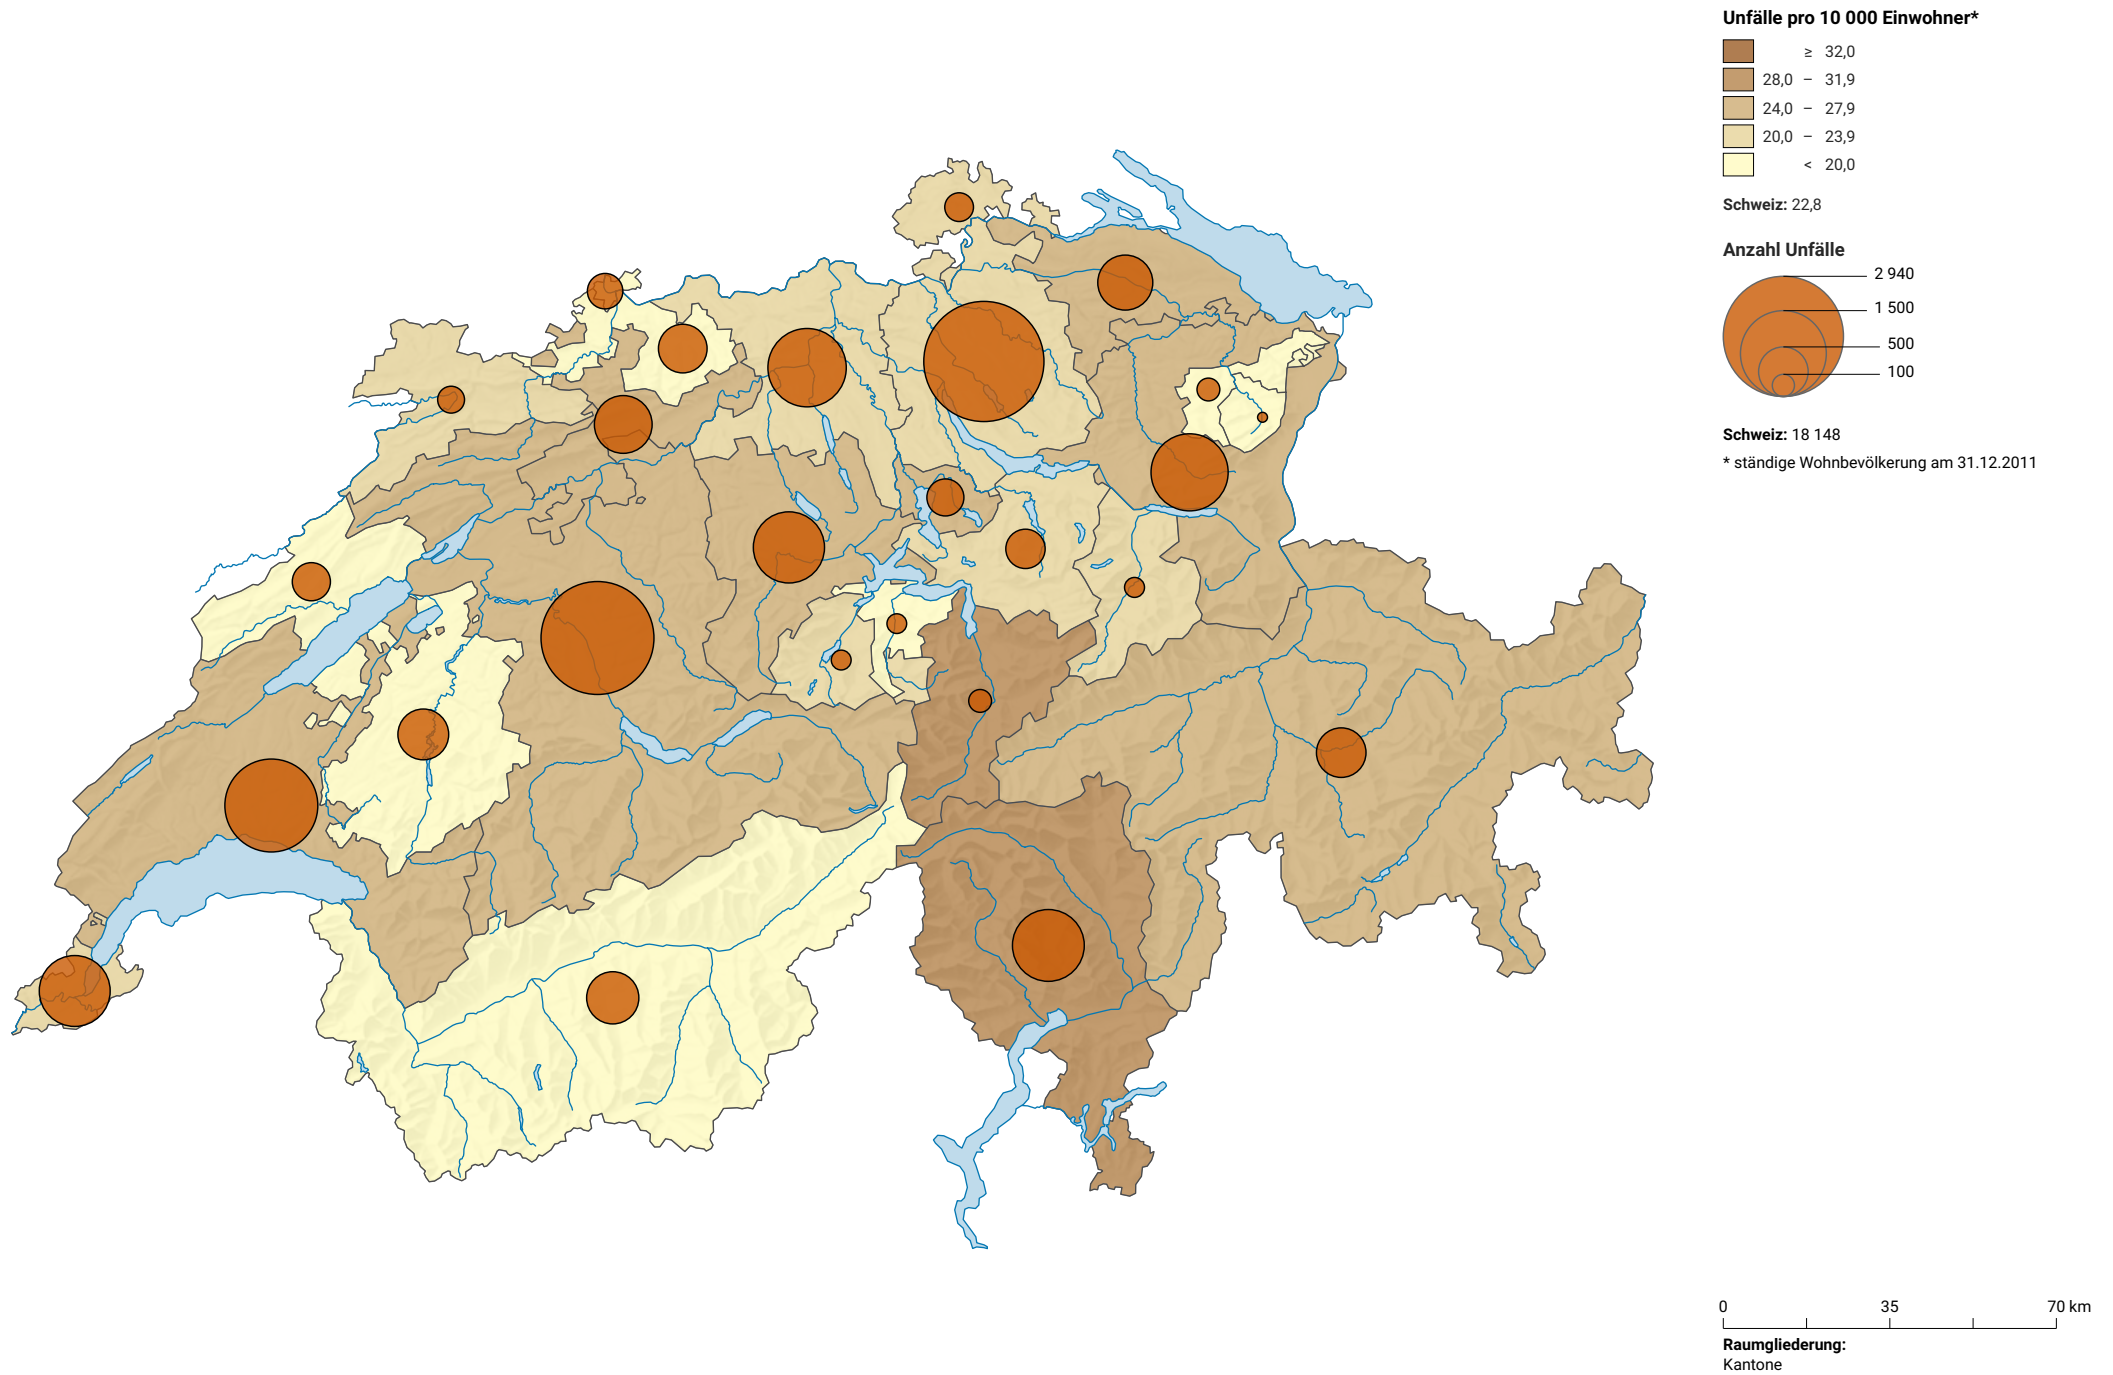 Unfälle pro 10 000 Einwohner*
≥ 32,0
28,0 – 31,9
24,0 – 27,9
20,0 – 23,9
< 20,0
Schweiz: 22,8
Anzahl Unfälle
2 940
1 500
500
100
Schweiz: 18 148
* ständige Wohnbevölkerung am 31.12.2011
0 35 70 km
Raumgliederung:
Kantone